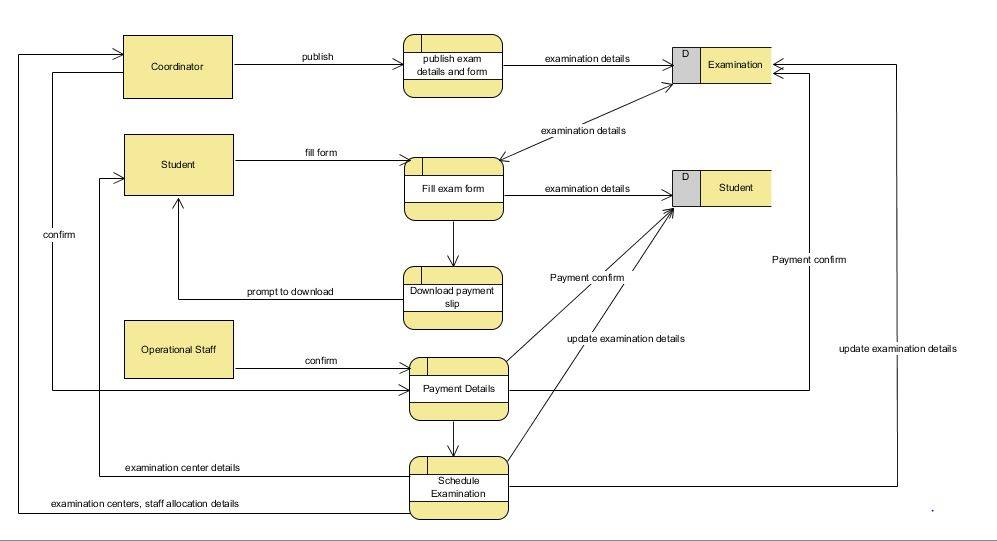 Coordinator
publish
publish exam
details and form
examination details
D
Examination
examination details
Student
fill form
Fill exam form
examination details
D
Student
confirm
Payment confirm
Payment confirm
prompt to download
Download payment
slip
update examination details
update examination details
Operational Staff
confirm
Payment Details
examination center details
Schedule
Examination
examination centers, staff allocation details